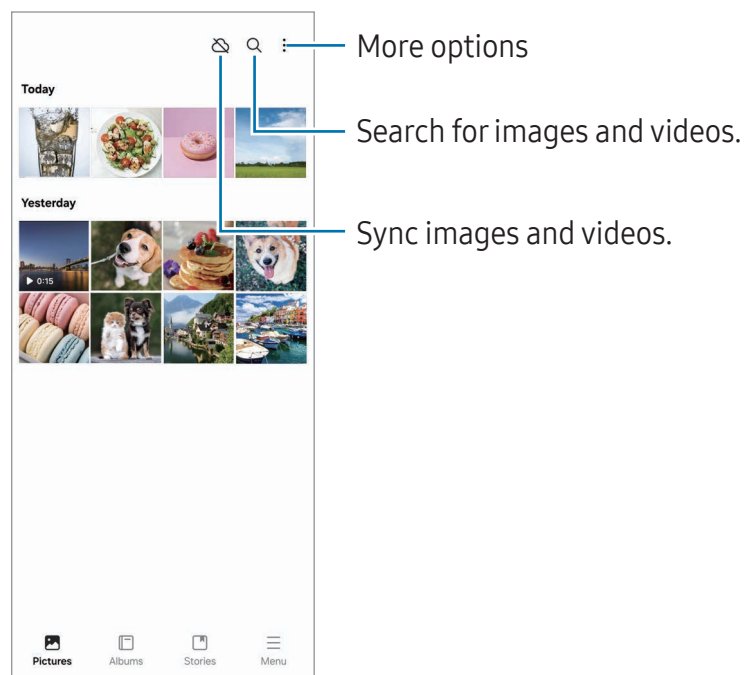 More options
Today
Search for images and videos.
Yesterday
Sync images and videos.
0:15
Pictures Albums Stories Menu